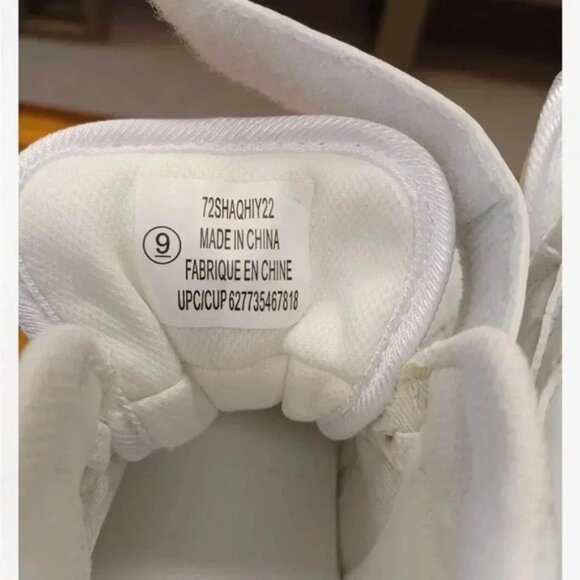 72SHAQHIY22
9
MADE IN CHINA
FABRIQUE EN CHINE
UPC/CUP 627735467818